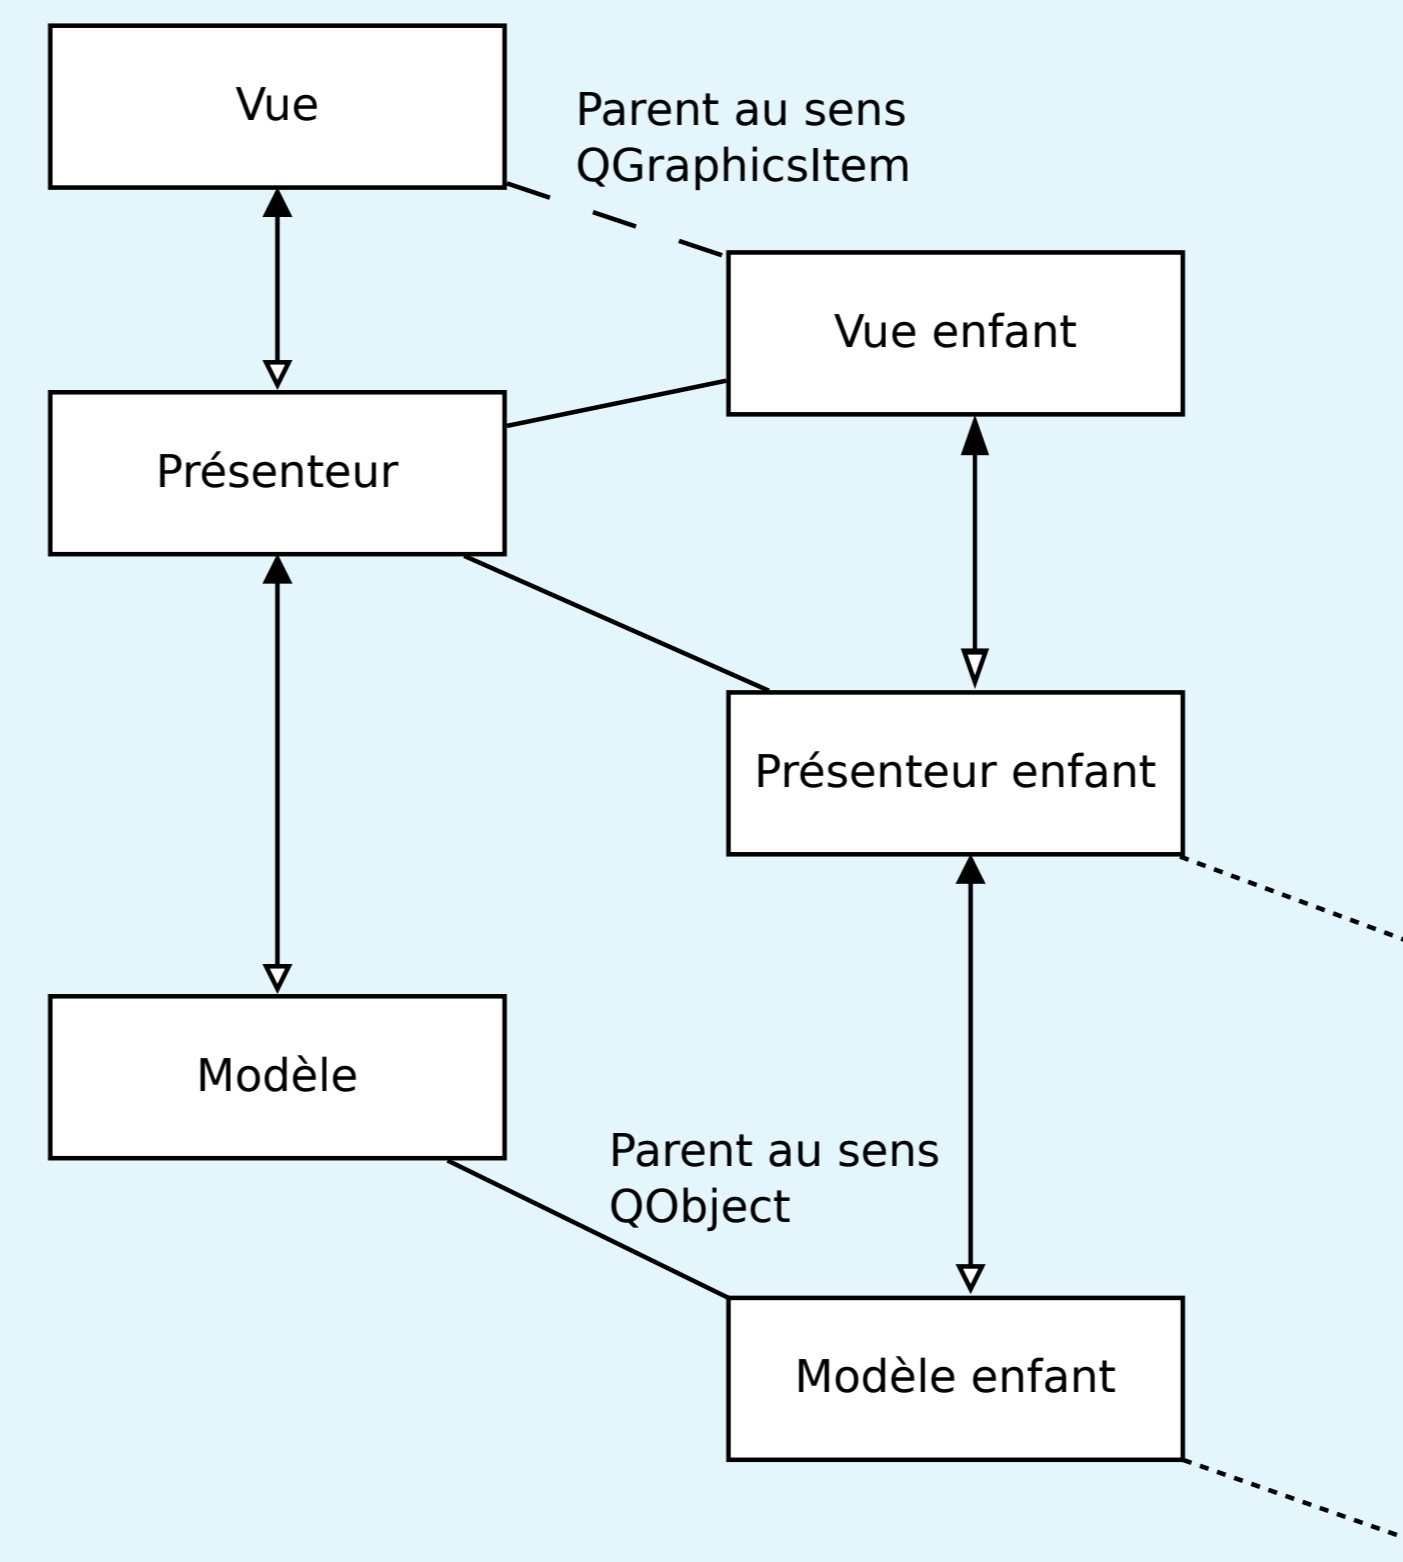 Vue
Parent au sens
QGraphicsItem
Vue enfant
Présenteur
Présenteur enfant
Modèle
Parent au sens
QObject
Modèle enfant